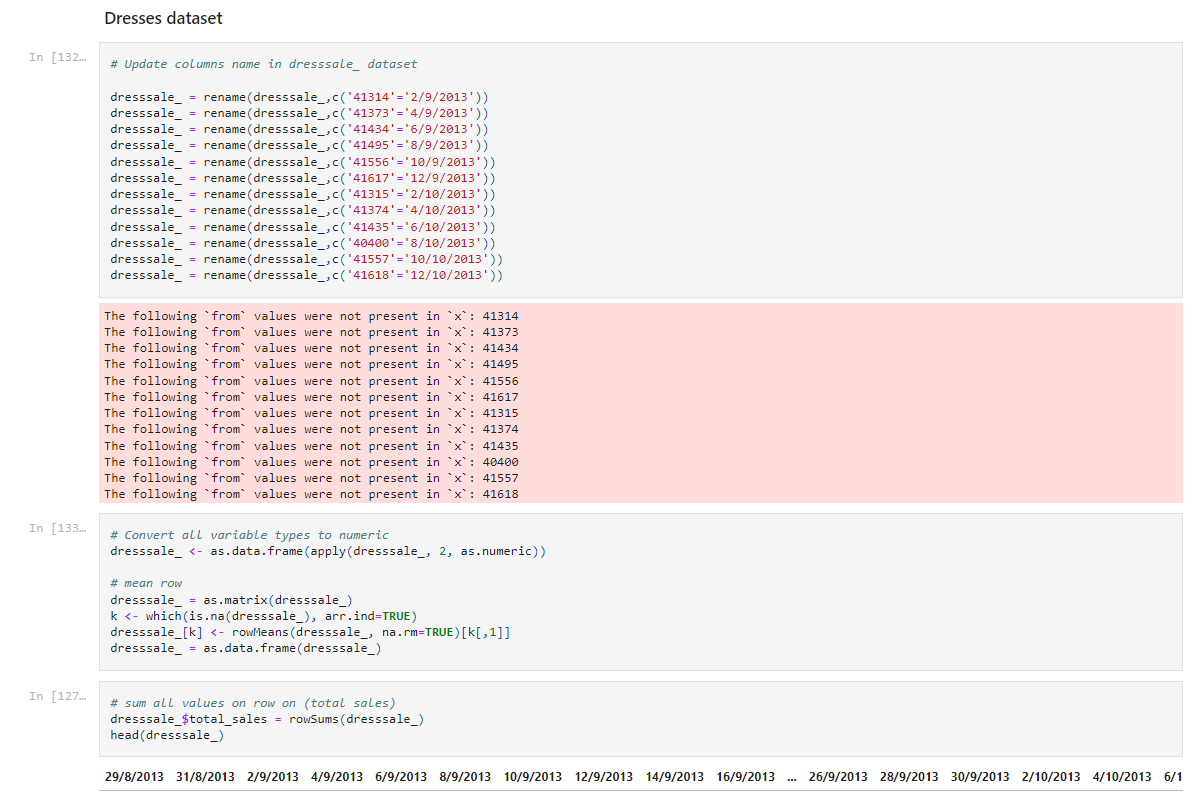 Dresses dataset
In [132…
# Update columns name in dresssale_ dataset
dresssale_ = rename(dresssale_,c('41314'='2/9/2013'))
dresssale_ = rename(dresssale_,c('41373'='4/9/2013'))
dresssale_ = rename(dresssale_,c('41434'='6/9/2013'))
dresssale_ = rename(dresssale_,c('41495'='8/9/2013'))
dresssale_ = rename(dresssale_,c('41556'='10/9/2013'))
dresssale_ = rename(dresssale_,c('41617'='12/9/2013'))
dresssale_ = rename(dresssale_,c('41315'='2/10/2013'))
dresssale_ = rename(dresssale_,c('41374'='4/10/2013'))
dresssale_ = rename(dresssale_,c('41435'='6/10/2013'))
dresssale_ = rename(dresssale_,c('40400'='8/10/2013'))
dresssale_ = rename(dresssale_,c('41557'='10/10/2013'))
dresssale_ = rename(dresssale_,c('41618'='12/10/2013'))
The following `from` values were not present in `x`: 41314
The following `from` values were not present in `x`: 41373
The following `from` values were not present in `x`: 41434
The following `from` values were not present in `x`: 41495
The following `from` values were not present in `x`: 41556
The following `from` values were not present in `x`: 41617
The following `from` values were not present in `x`: 41315
The following `from` values were not present in `x`: 41374
The following `from` values were not present in `x`: 41435
The following `from` values were not present in `x`: 40400
The following `from` values were not present in `x`: 41557
The following `from` values were not present in `x`: 41618
In [133…
# Convert all variable types to numeric
dresssale_ <- as.data.frame(apply(dresssale_, 2, as.numeric))
# mean row
dresssale_ = as.matrix(dresssale_)
k <- which(is.na(dresssale_), arr.ind=TRUE)
dresssale_[k] <- rowMeans(dresssale_, na.rm=TRUE)[k[,1]]
dresssale_ = as.data.frame(dresssale_)
In [127…
# sum all values on row on (total sales)
dresssale_$total_sales = rowSums(dresssale_)
head(dresssale_)
29/8/2013 31/8/2013 2/9/2013 4/9/2013 6/9/2013 8/9/2013 10/9/2013 12/9/2013 14/9/2013 16/9/2013 ... 26/9/2013 28/9/2013 30/9/2013 2/10/2013 4/10/2013 6/1